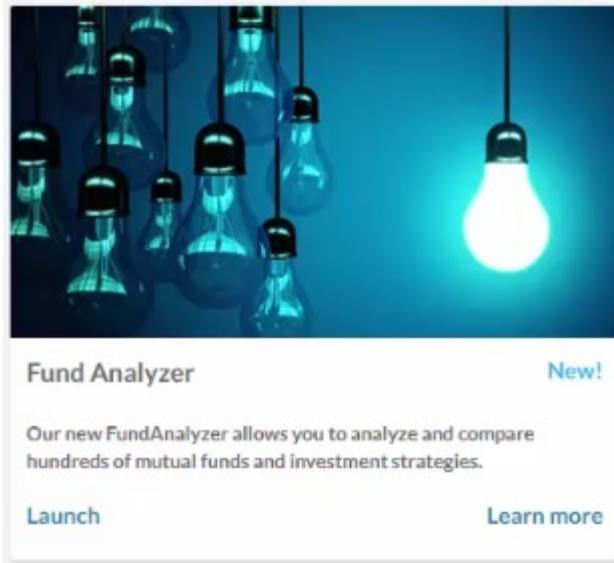 Fund Analyzer New!
Our new FundAnalyzer allows you to analyze and compare
hundreds of mutual funds and investment strategies.
Launch Learn more